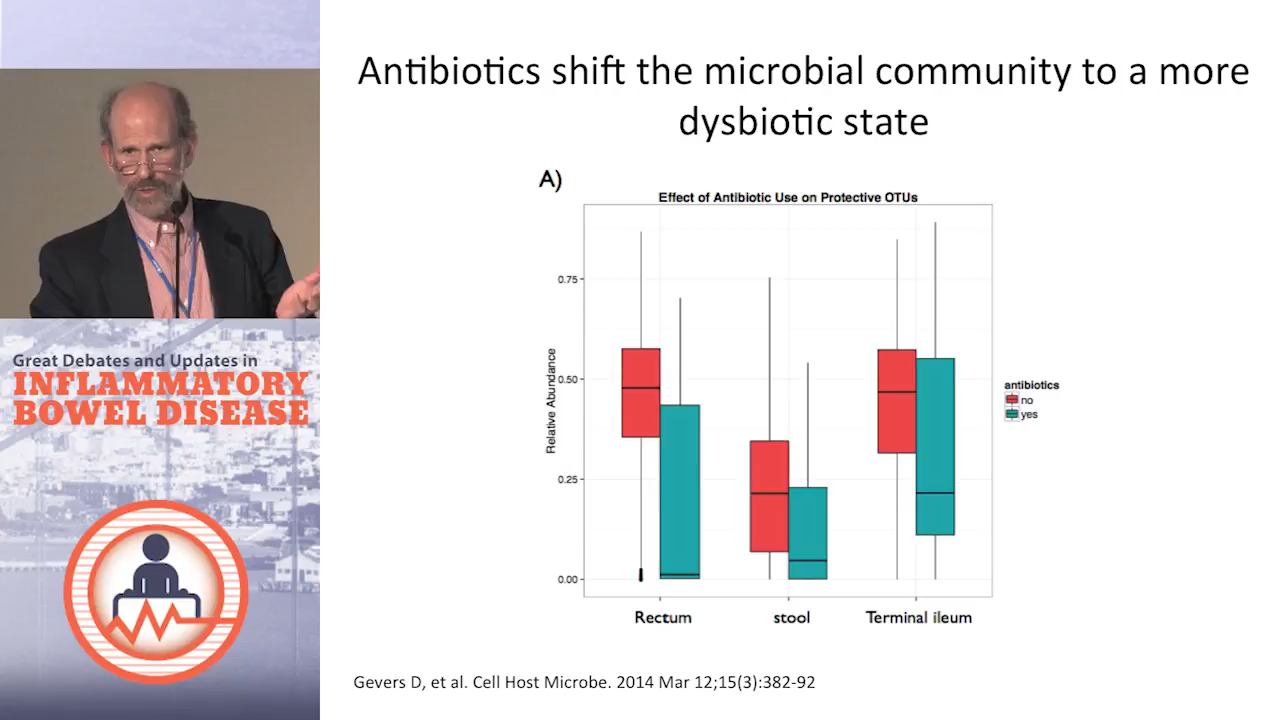 Antibiotics shift the microbial community to a more
dysbiotic state
A)
Effect of Antibiotic Use on Protective OTUs
Relative Abundance
0.75
0.50
0.25
0.00
Rectum
stool
Terminal ileum
antibiotics
no
yes
Great Debates and Updates in
INFLAMMATORY
BOWEL DISEASE
Gevers D, et al. Cell Host Microbe. 2014 Mar 12;15(3):382-92